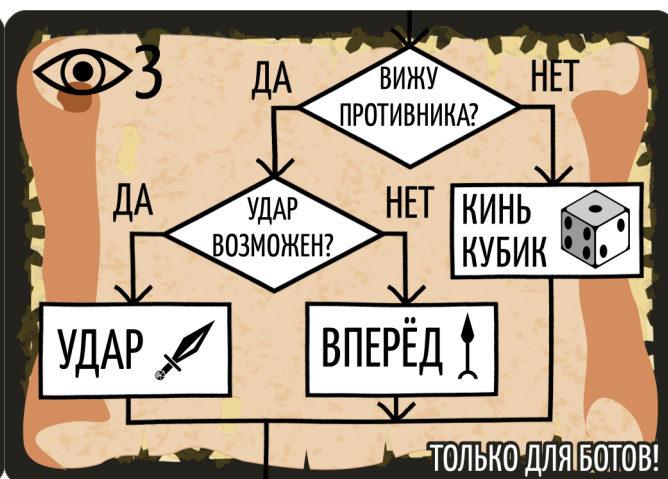 3
ДА
ВИЖУ
ПРОТИВНИКА?
НЕТ
ДА
УДАР
ВОЗМОЖЕН?
НЕТ
КИНЬ
КУБИК
УДАР
ВПЕРЁД
ТОЛЬКО ДЛЯ БОТОВ!